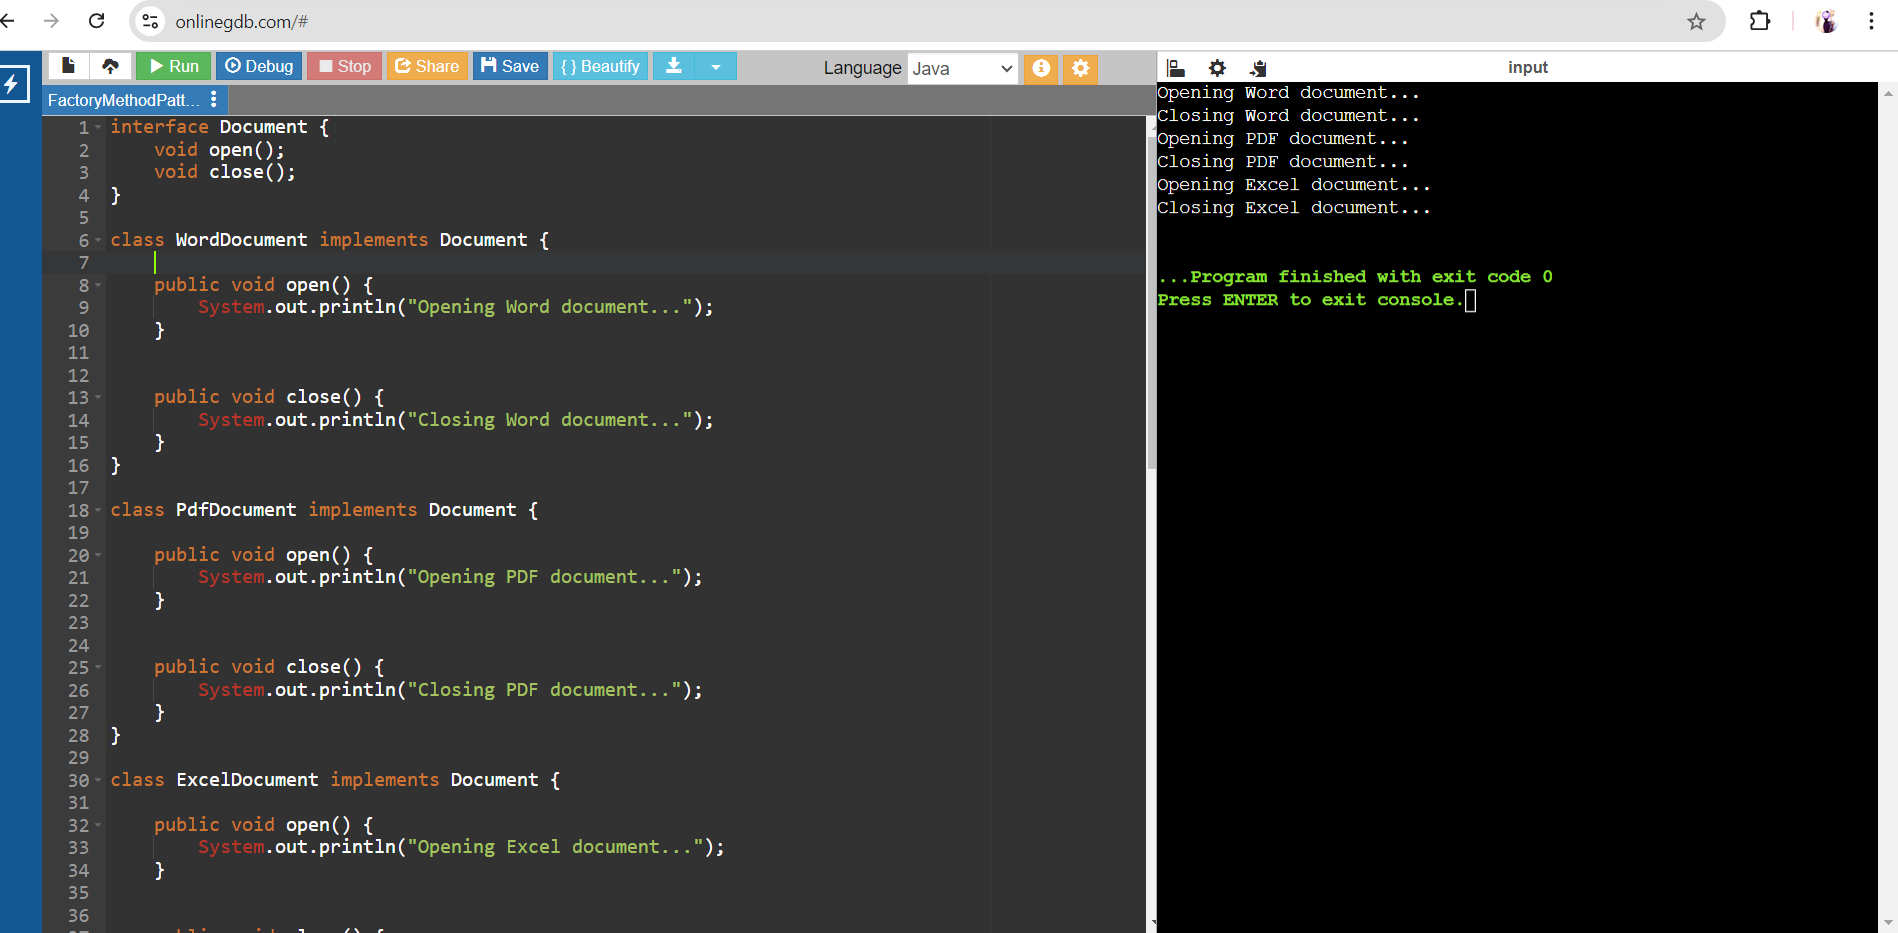 onlinegdb.com/#
Run Debug Stop Share Save { } Beautify Language Java input
FactoryMethodPatt...
1 interface Document {
2     void open();
3     void close();
4 }
5
6 class WordDocument implements Document {
7
8     public void open() {
9         System.out.println("Opening Word document...");
10     }
11
12
13     public void close() {
14         System.out.println("Closing Word document...");
15     }
16 }
17
18 class PdfDocument implements Document {
19
20     public void open() {
21         System.out.println("Opening PDF document...");
22     }
23
24
25     public void close() {
26         System.out.println("Closing PDF document...");
27     }
28 }
29
30 class ExcelDocument implements Document {
31
32     public void open() {
33         System.out.println("Opening Excel document...");
34     }
35
36
Opening Word document...
Closing Word document...
Opening PDF document...
Closing PDF document...
Opening Excel document...
Closing Excel document...
...Program finished with exit code 0
Press ENTER to exit console.